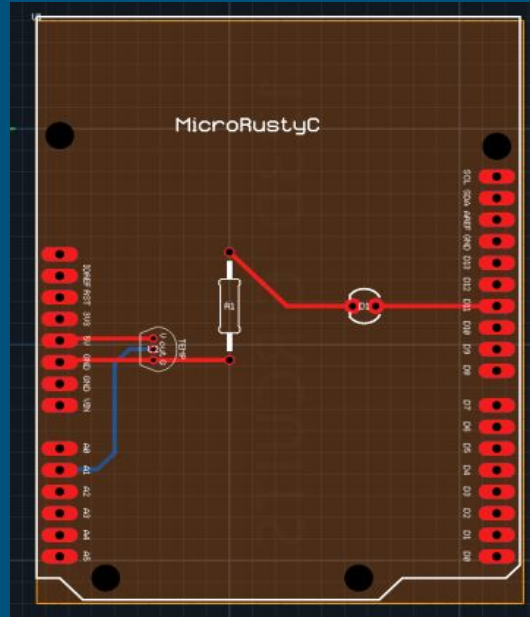 MicroRustyC
IOREF
RST
3V3
5V
GND
GND
VIN
A0
A1
A2
A3
A4
A5
R1
TEMP
V OUT G
D1
SCL
SDA
AREF
GND
D13
D12
D11
D10
D9
D8
D7
D6
D5
D4
D3
D2
D1
D0